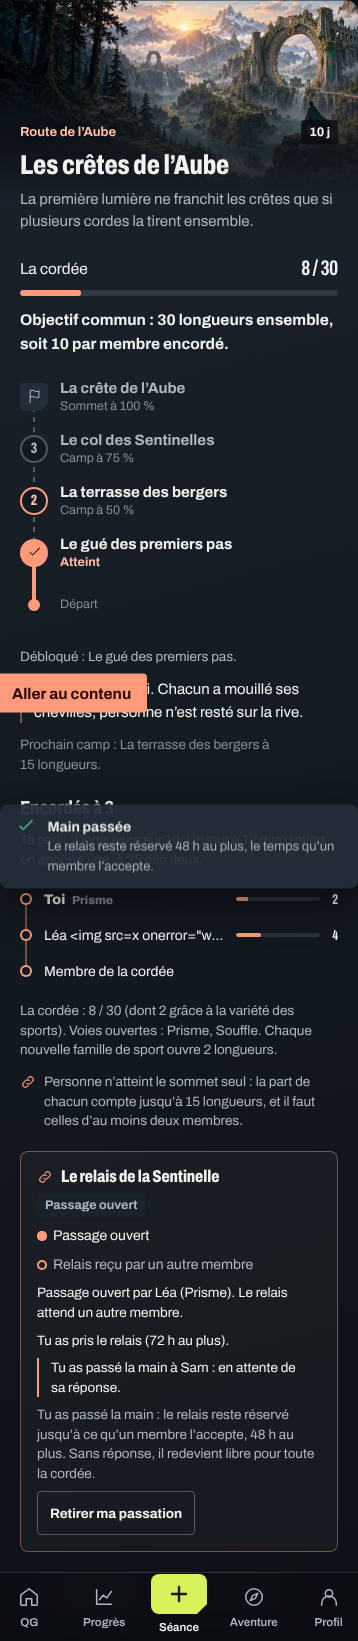 Route de l'Aube
10 j
Les crêtes de l'Aube
La première lumière ne franchit les crêtes que si
plusieurs cordes la tirent ensemble.
La cordée
8 / 30
Objectif commun : 30 longueurs ensemble,
soit 10 par membre encordé.
La crête de l'Aube
Sommet à 100 %
3
Le col des Sentinelles
Camp à 75 %
2
La terrasse des bergers
Camp à 50 %
Le gué des premiers pas
Atteint
Départ
Débloqué : Le gué des premiers pas.
Aller au contenu
i. Chacun a mouillé ses
chevilles, personne n'est resté sur la rive.
Prochain camp : La terrasse des bergers à
15 longueurs.
Encordés à 3
Main passée
Le relais reste réservé 48 h au plus, le temps qu'un
membre l'accepte.
Toi Prisme
2
Léa <img src=x onerror="w...
4
Membre de la cordée
La cordée : 8 / 30 (dont 2 grâce à la variété des
sports). Voies ouvertes : Prisme, Souffle. Chaque
nouvelle famille de sport ouvre 2 longueurs.
Personne n'atteint le sommet seul : la part de
chacun compte jusqu'à 15 longueurs, et il faut
celles d'au moins deux membres.
Le relais de la Sentinelle
Passage ouvert
Passage ouvert
Relais reçu par un autre membre
Passage ouvert par Léa (Prisme). Le relais
attend un autre membre.
Tu as pris le relais (72 h au plus).
Tu as passé la main à Sam : en attente de
sa réponse.
Tu as passé la main : le relais reste réservé
jusqu'à ce qu'un membre l'accepte, 48 h au
plus. Sans réponse, il redevient libre pour toute
la cordée.
Retirer ma passation
QG
Progrès
Séance
Aventure
Profil